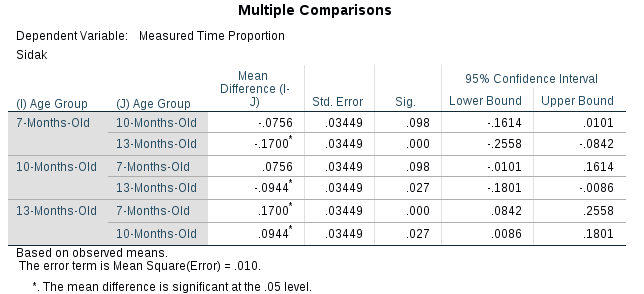 Multiple Comparisons
Dependent Variable: Measured Time Proportion
Sidak
(I) Age Group (J) Age Group Mean Difference (I-J) Std. Error Sig. 95% Confidence Interval
Lower Bound Upper Bound
7-Months-Old 10-Months-Old -.0756 .03449 .098 -.1614 .0101
13-Months-Old -.1700* .03449 .000 -.2558 -.0842
10-Months-Old 7-Months-Old .0756 .03449 .098 -.0101 .1614
13-Months-Old -.0944* .03449 .027 -.1801 -.0086
13-Months-Old 7-Months-Old .1700* .03449 .000 .0842 .2558
10-Months-Old .0944* .03449 .027 .0086 .1801
Based on observed means.
The error term is Mean Square(Error) = .010.
*. The mean difference is significant at the .05 level.